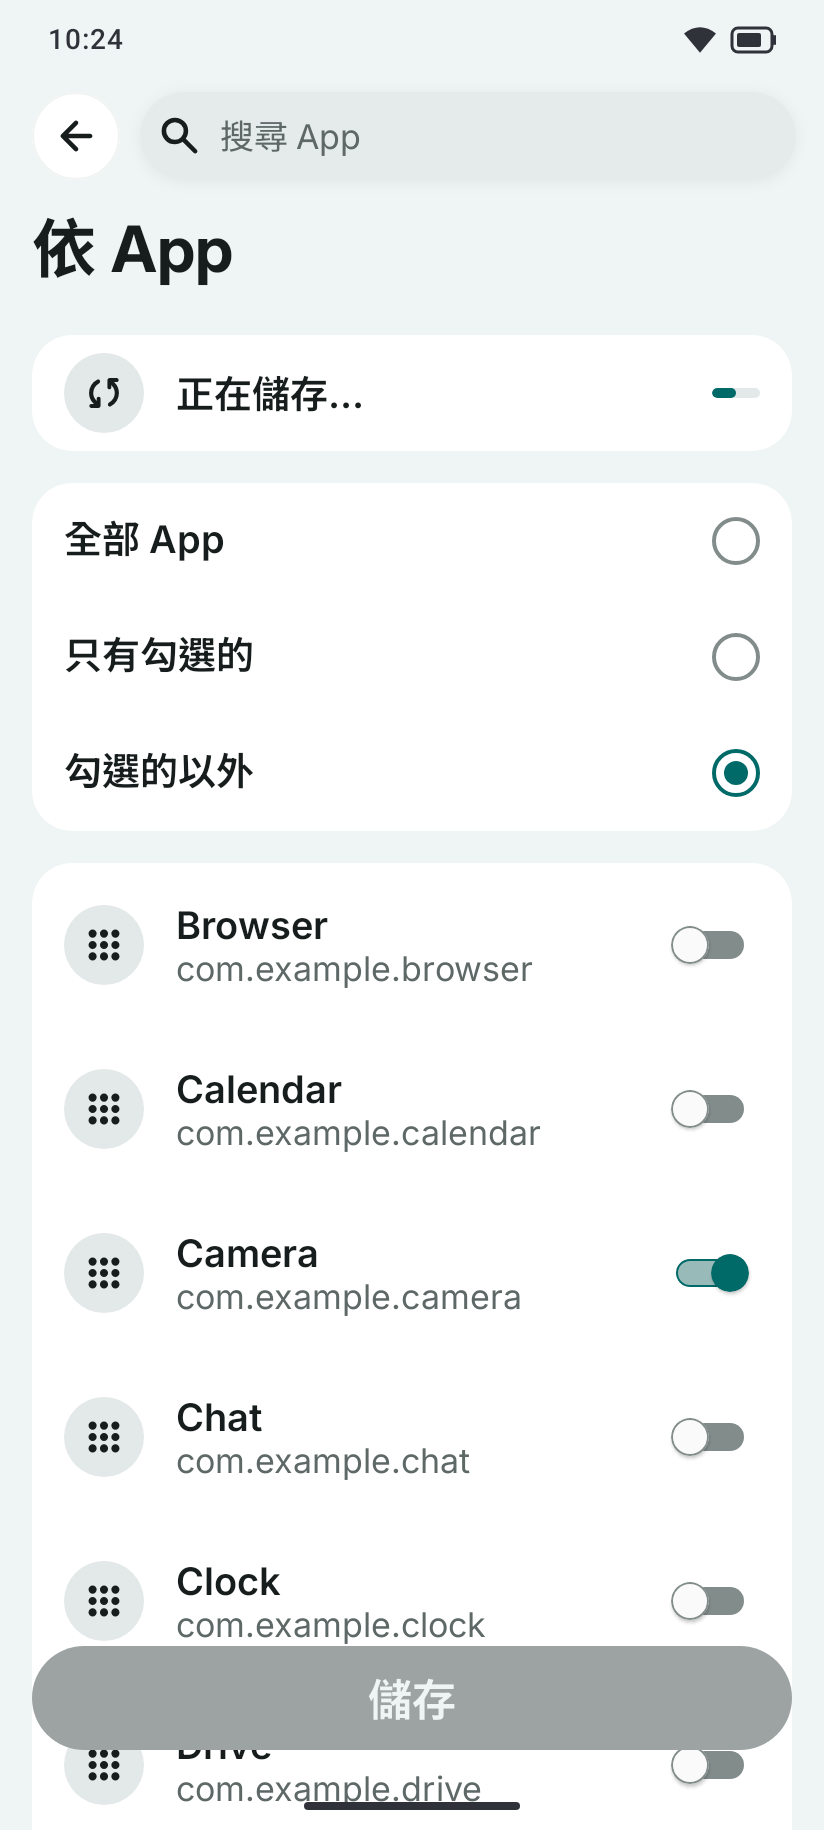 10:24
搜尋 App
依 App
正在儲存...
全部 App
只有勾選的
勾選的以外
Browser
com.example.browser
Calendar
com.example.calendar
Camera
com.example.camera
Chat
com.example.chat
Clock
com.example.clock
儲存
Drive
com.example.drive